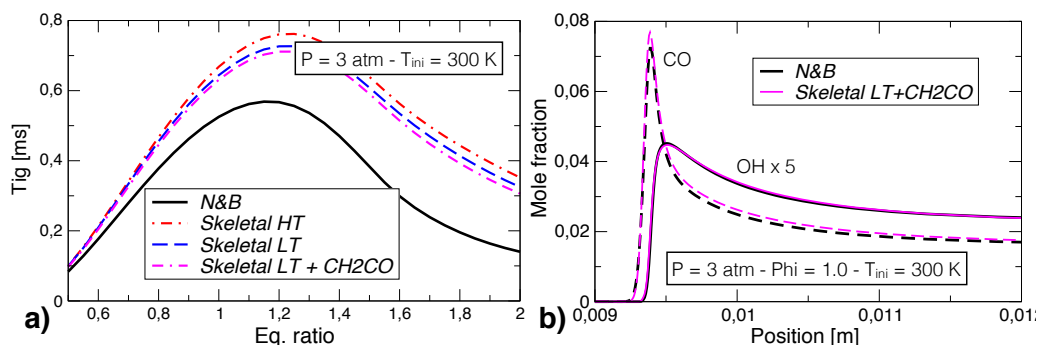 0,8
0,6
0,4
0,2
0
Tig [ms]
P = 3 atm - Tini = 300 K
N&B
Skeletal HT
Skeletal LT
Skeletal LT + CH2CO
0,6 0,8 1 1,2 1,4 1,6 1,8 2
Eq. ratio
a)
0,08
0,06
0,04
0,02
0
Mole fraction
CO
N&B
Skeletal LT+CH2CO
OH x 5
P = 3 atm - Phi = 1.0 - Tini = 300 K
0,009 0,01 0,011
Position [m]
b)